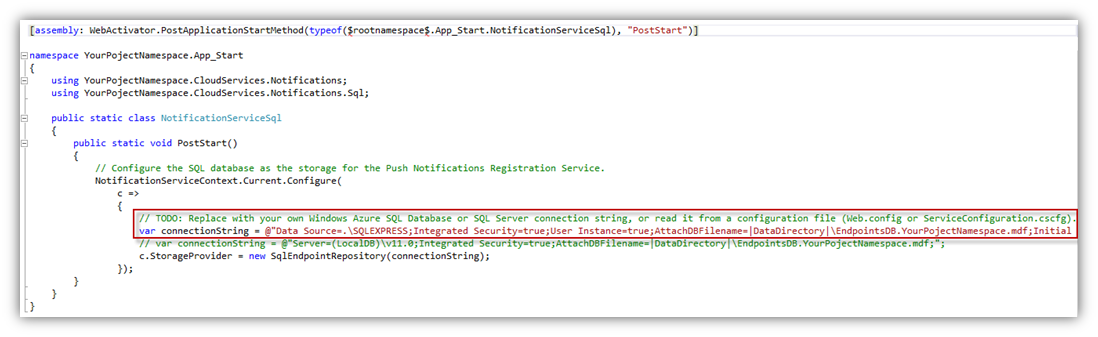 [assembly: WebActivator.PostApplicationStartMethod(typeof($rootnamespace$.App_Start.NotificationServiceSql), "PostStart")]
namespace YourPojectNamespace.App_Start
{
using YourPojectNamespace.CloudServices.Notifications;
using YourPojectNamespace.CloudServices.Notifications.Sql;
public static class NotificationServiceSql
{
public static void PostStart()
{
// Configure the SQL database as the storage for the Push Notifications Registration Service.
NotificationServiceContext.Current.Configure(
c =>
{
// TODO: Replace with your own Windows Azure SQL Database or SQL Server connection string, or read it from a configuration file (Web.config or ServiceConfiguration.cscfg).
var connectionString = @"Data Source=.\SQLEXPRESS;Integrated Security=true;User Instance=true;AttachDBFilename=|DataDirectory|\EndpointsDB.YourPojectNamespace.mdf;Initial
// var connectionString = @"Server=(LocalDB)\v11.0;Integrated Security=true;AttachDBFilename=|DataDirectory|\EndpointsDB.YourPojectNamespace.mdf;";
c.StorageProvider = new SqlEndpointRepository(connectionString);
});
}
}
}